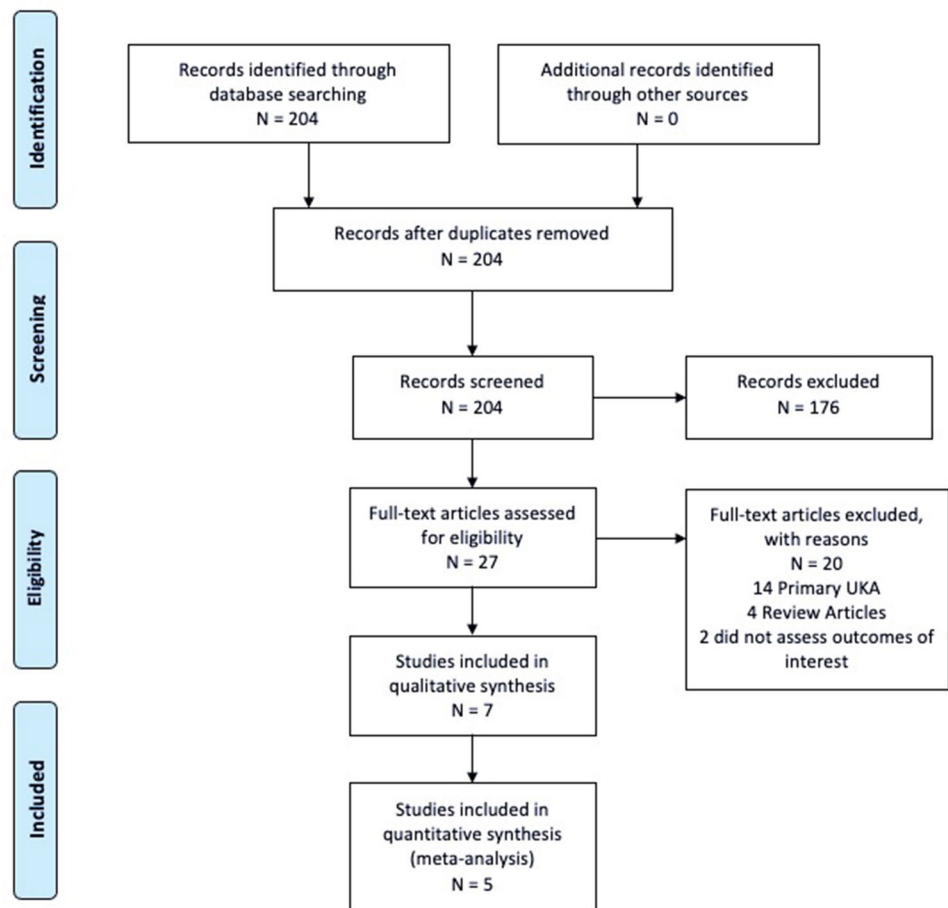 Identification
Records identified through
database searching
N = 204
Additional records identified
through other sources
N = 0
Records after duplicates removed
N = 204
Screening
Records screened
N = 204
Records excluded
N = 176
Eligibility
Full-text articles assessed
for eligibility
N = 27
Full-text articles excluded,
with reasons
N = 20
14 Primary UKA
4 Review Articles
2 did not assess outcomes of
interest
Studies included in
qualitative synthesis
N = 7
Included
Studies included in
quantitative synthesis
(meta-analysis)
N = 5